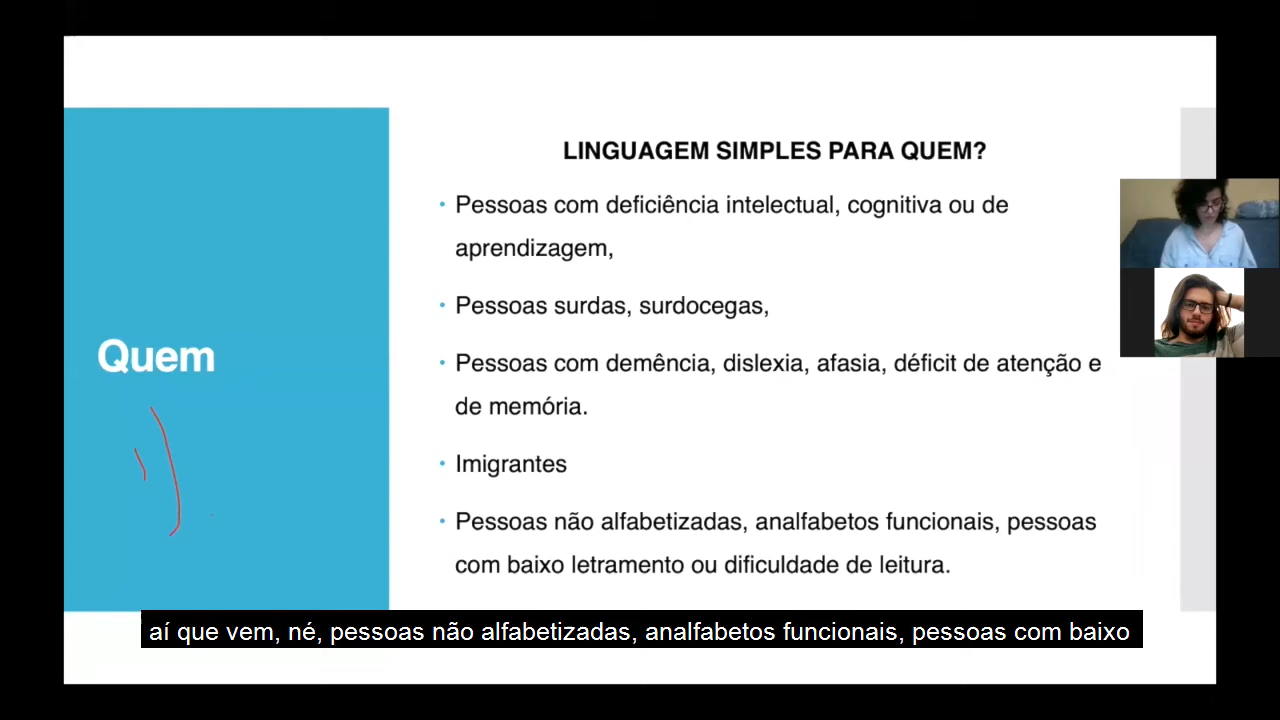 LINGUAGEM SIMPLES PARA QUEM?
Pessoas com deficiência intelectual, cognitiva ou de
aprendizagem,
Pessoas surdas, surdocegas,
Quem
Pessoas com demência, dislexia, afasia, déficit de atenção e
de memória.
Imigrantes
Pessoas não alfabetizadas, analfabetos funcionais, pessoas
com baixo letramento ou dificuldade de leitura.
aí que vem, né, pessoas não alfabetizadas, analfabetos funcionais, pessoas com baixo